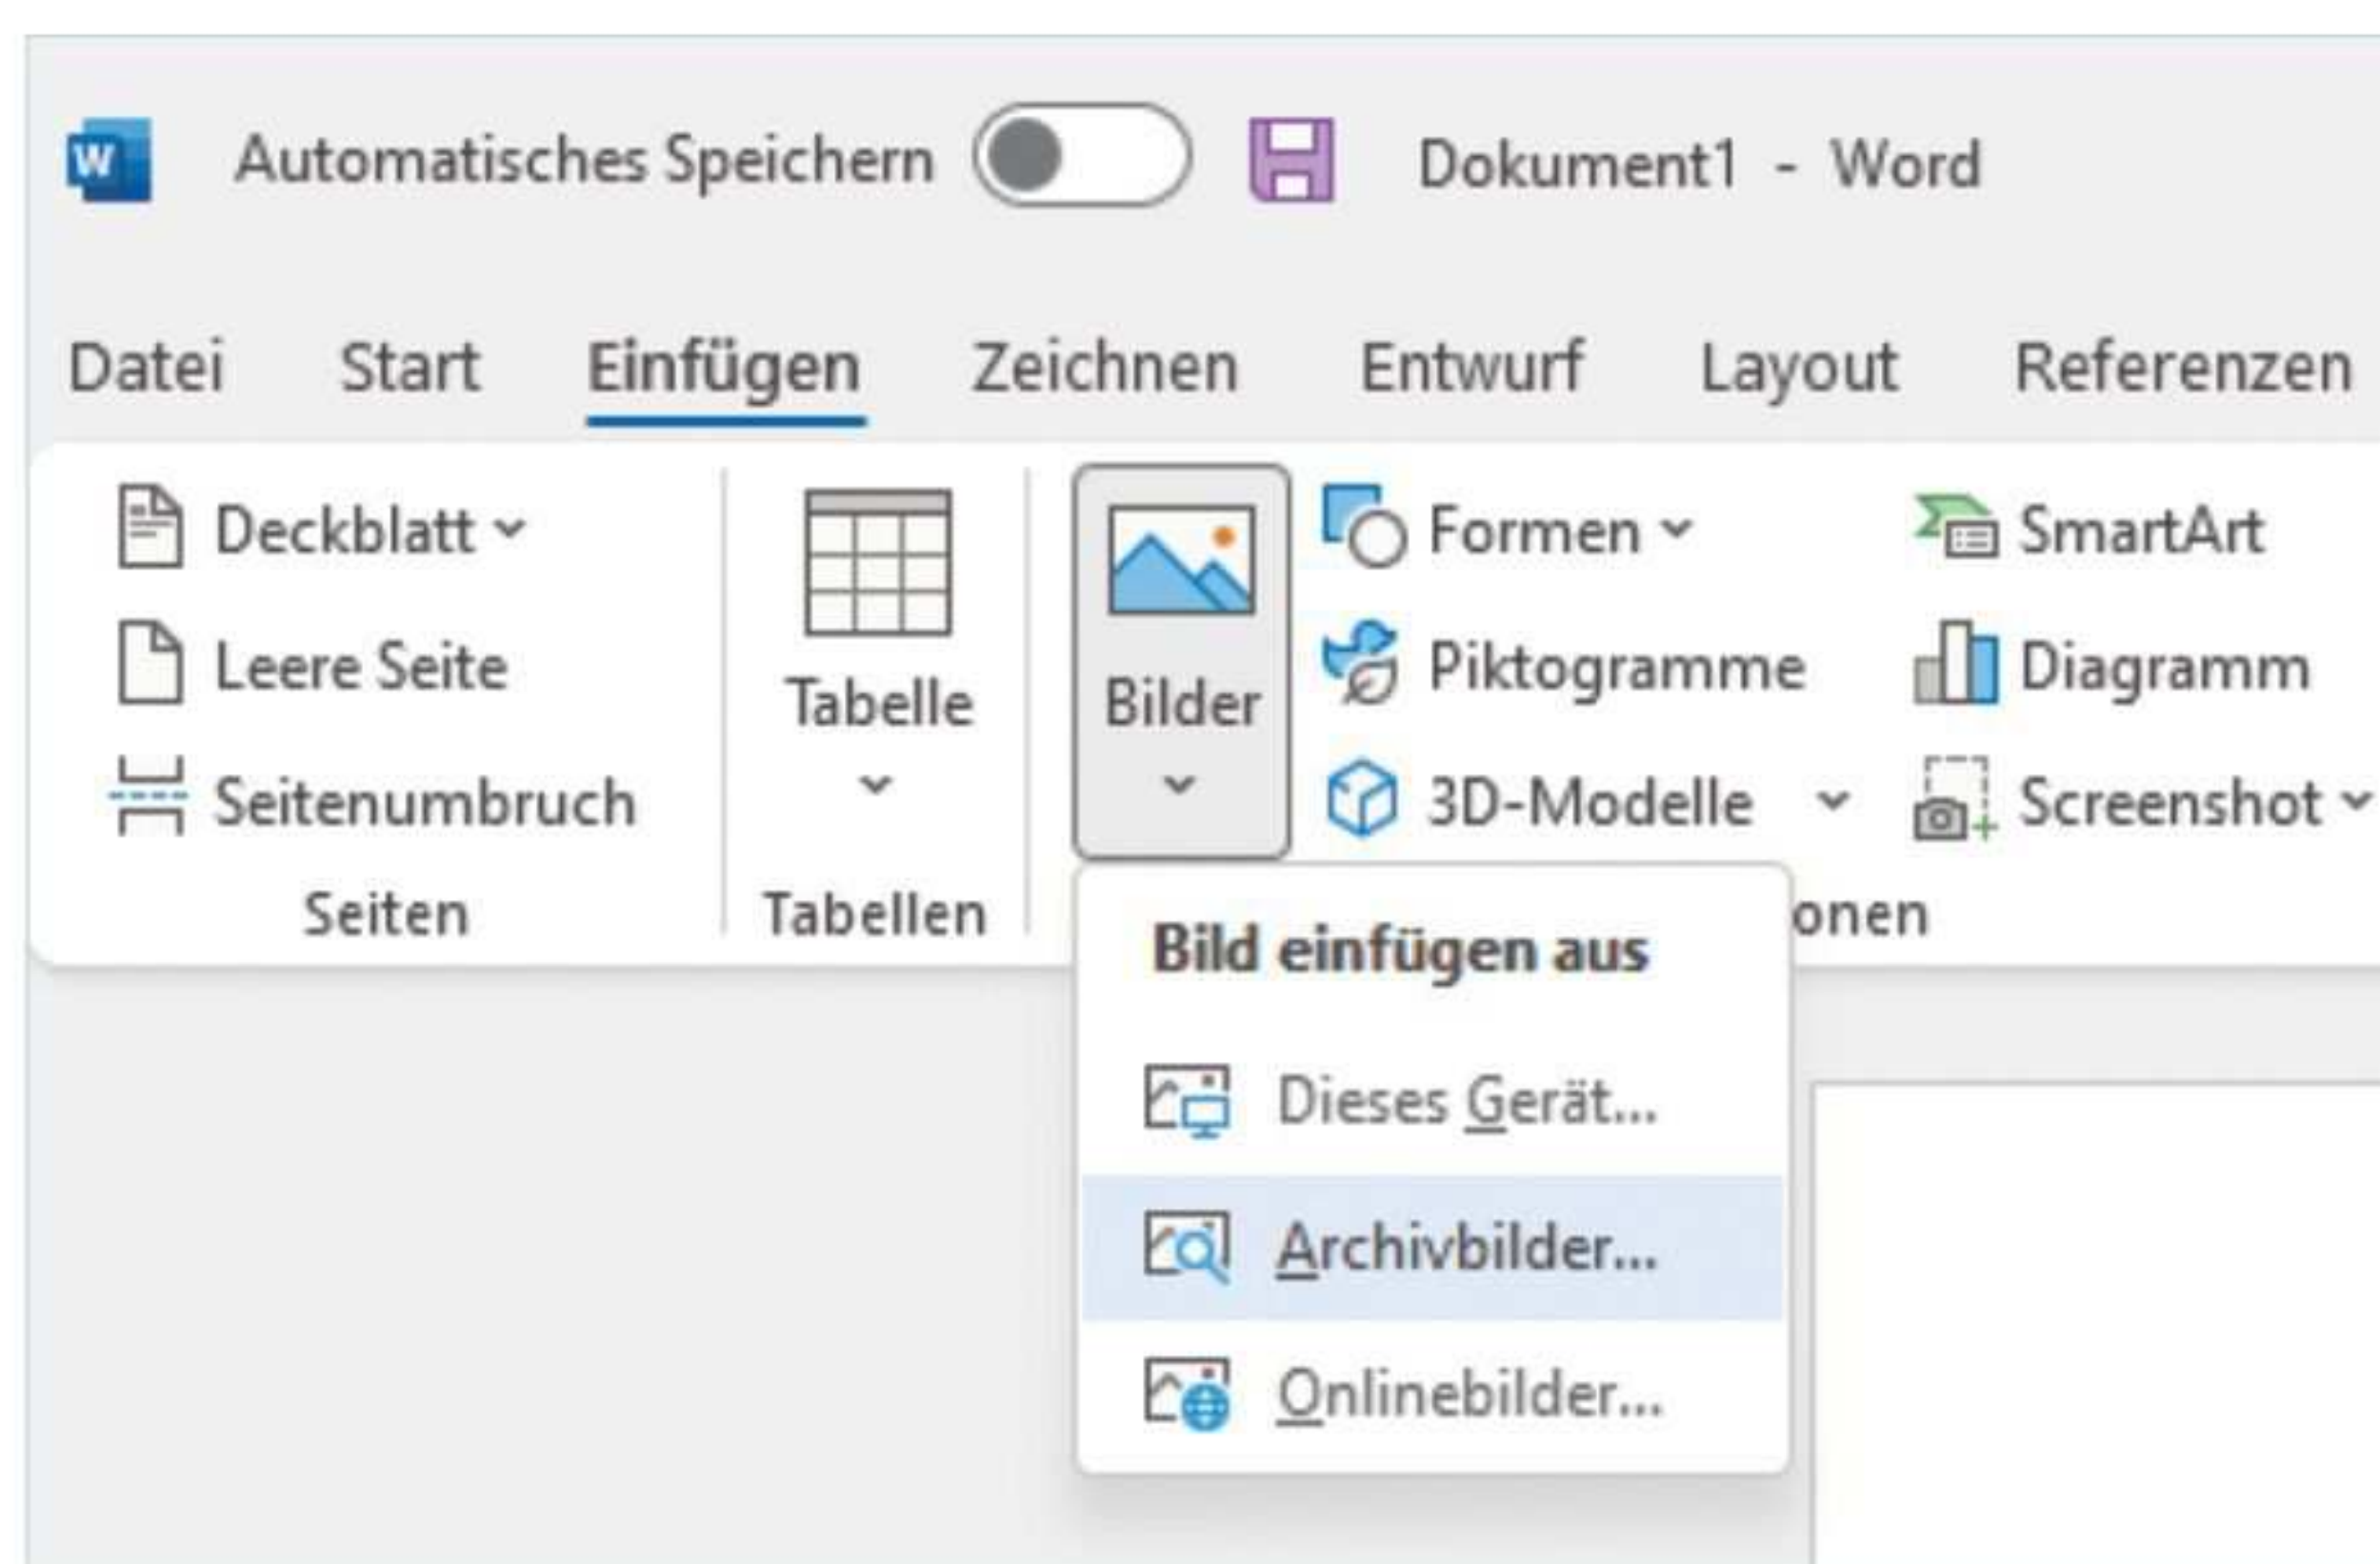 W Automatisches Speichern Dokument1 - Word
Datei Start Einfügen Zeichnen Entwurf Layout Referenzen
Deckblatt
Leere Seite
Seitenumbruch
Seiten
Tabelle
Tabellen
Bilder
Formen
Piktogramme
3D-Modelle
SmartArt
Diagramm
Screenshot
onen
Bild einfügen aus
Dieses Gerät...
Archivbilder...
Onlinebilder...